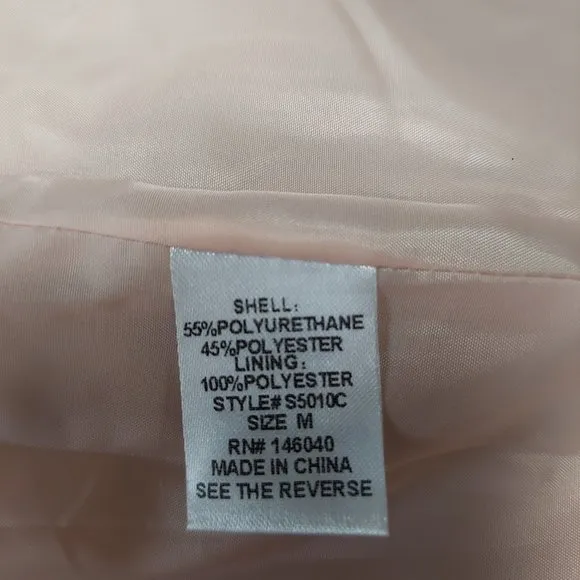 SHELL:
55%POLYURETHANE
45%POLYESTER
LINING:
100%POLYESTER
STYLE# S5010C
SIZE M
RN# 146040
MADE IN CHINA
SEE THE REVERSE